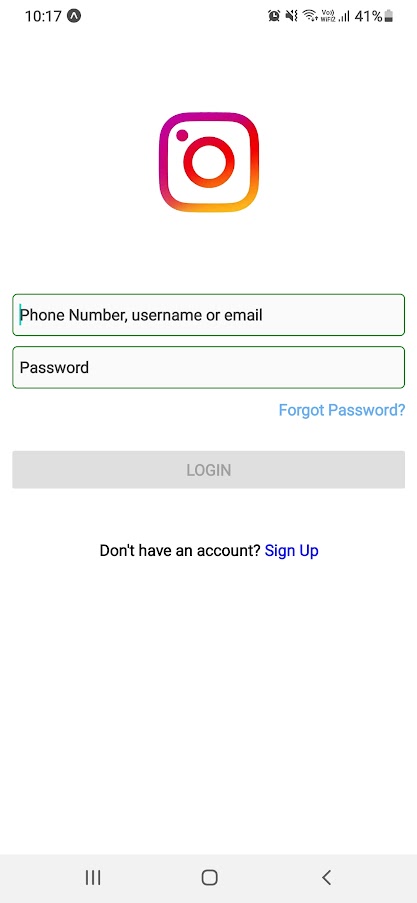 10:17
Vo)) WiFi2 41%
Phone Number, username or email
Password
Forgot Password?
LOGIN
Don't have an account? Sign Up